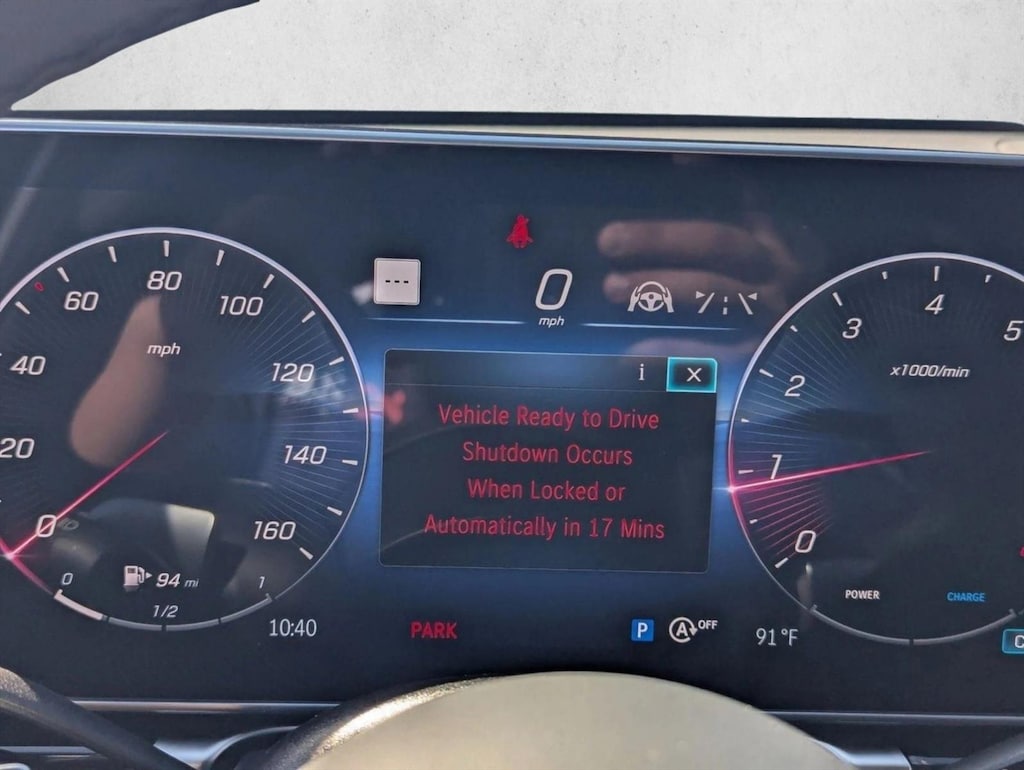 60
80
100
mph
40
120
20
140
0
160
94 mi
0
1/2
1
10:40
---
0
mph
i
Vehicle Ready to Drive
Shutdown Occurs
When Locked or
Automatically in 17 Mins
PARK
P
A OFF
91°F
5
4
3
x1000/min
2
1
0
POWER
CHARGE
C